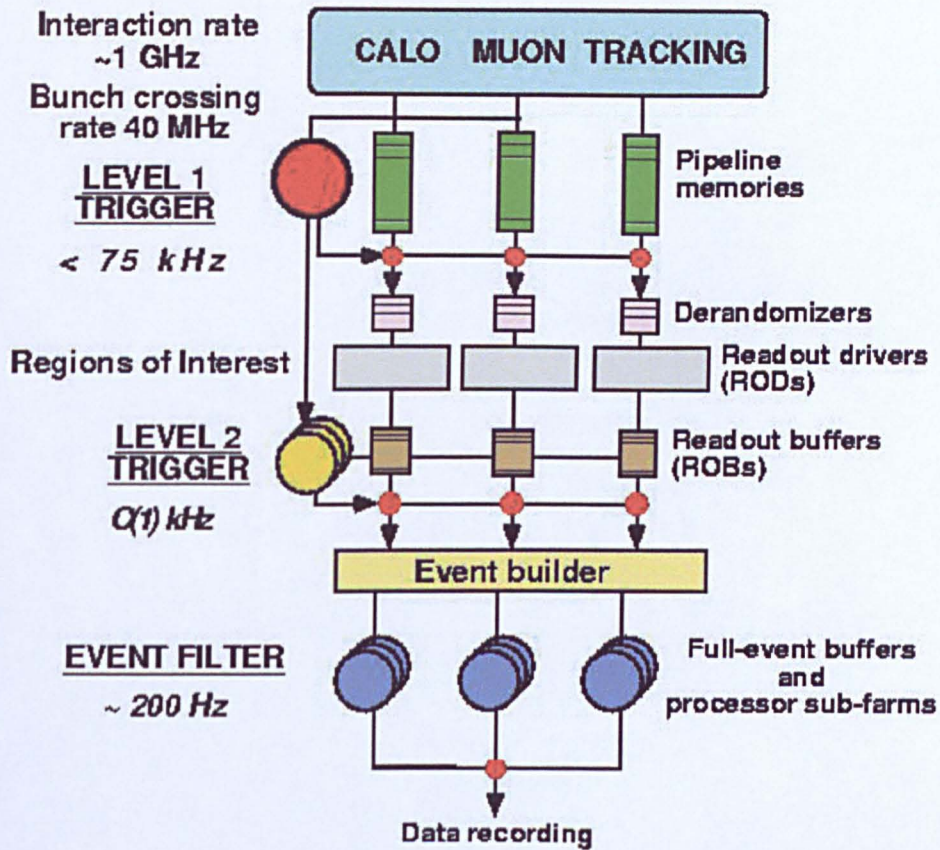 Interaction rate
~1 GHz
CALO MUON TRACKING
Bunch crossing
rate 40 MHz
LEVEL 1
TRIGGER
< 75 kHz
Pipeline
memories
Derandomizers
Regions of Interest
Readout drivers
(RODs)
LEVEL 2
TRIGGER
O(1) kHz
Readout buffers
(ROBs)
Event builder
EVENT FILTER
~ 200 Hz
Full-event buffers
and
processor sub-farms
Data recording